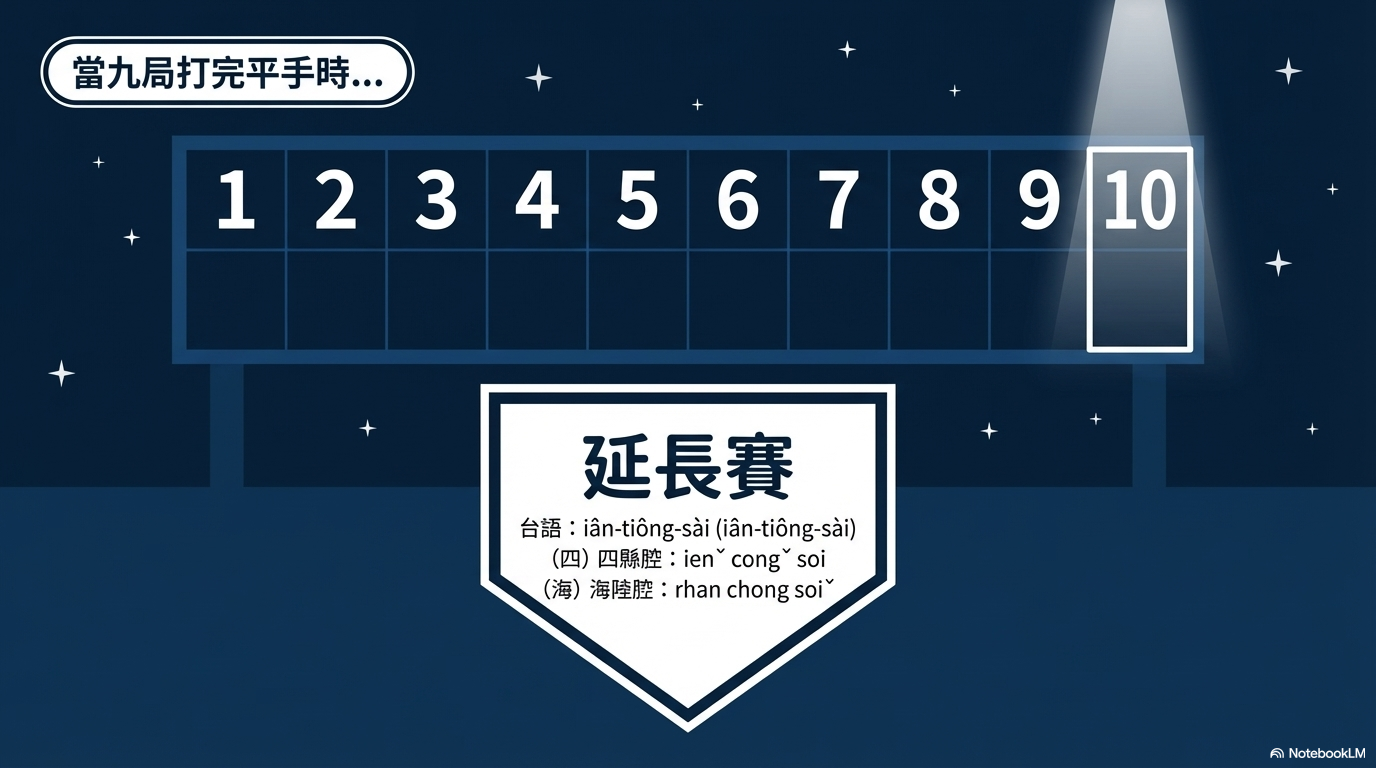 當九局打完平手時...
1 2 3 4 5 6 7 8 9 10
延長賽
台語：iân-tiông-sài (iân-tiông-sài)
（四）四縣腔：ienˇ congˇ soi
（海）海陸腔：rhan chong soiˇ
NotebookLM